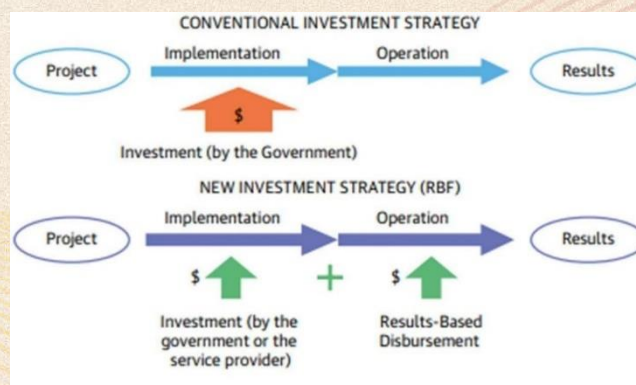 CONVENTIONAL INVESTMENT STRATEGY
Implementation
Operation
Project
Results
$
Investment (by the Government)
NEW INVESTMENT STRATEGY (RBF)
Implementation
Operation
Project
Results
$
+
$
Investment (by the
government or the
service provider)
Results-Based
Disbursement